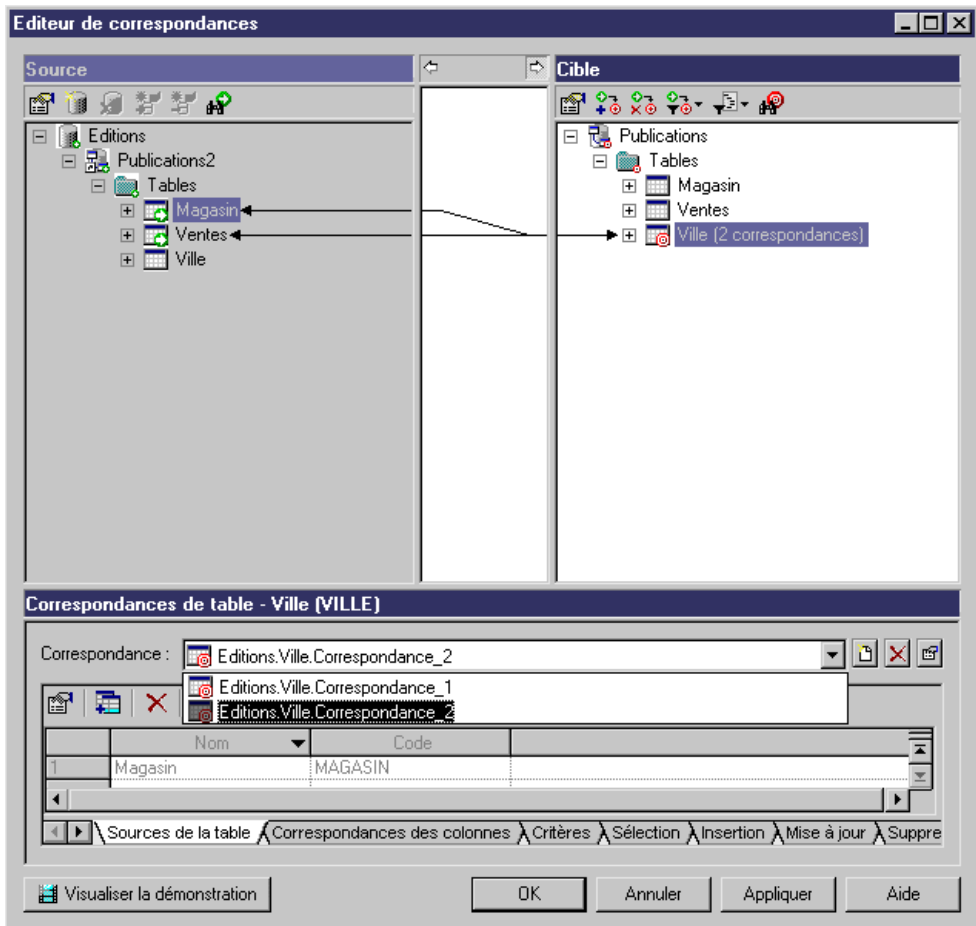 Editeur de correspondances
Source
Cible
Editions
Publications2
Tables
Magasin
Ventes
Ville
Publications
Tables
Magasin
Ventes
Ville (2 correspondances)
Correspondances de table - Ville (VILLE)
Correspondance : Editions.Ville.Correspondance_2
Editions.Ville.Correspondance_1
Editions.Ville.Correspondance_2
Nom Code
1 Magasin MAGASIN
Sources de la table Correspondances des colonnes Critères Sélection Insertion Mise à jour Suppre
Visualiser la démonstration OK Annuler Appliquer Aide